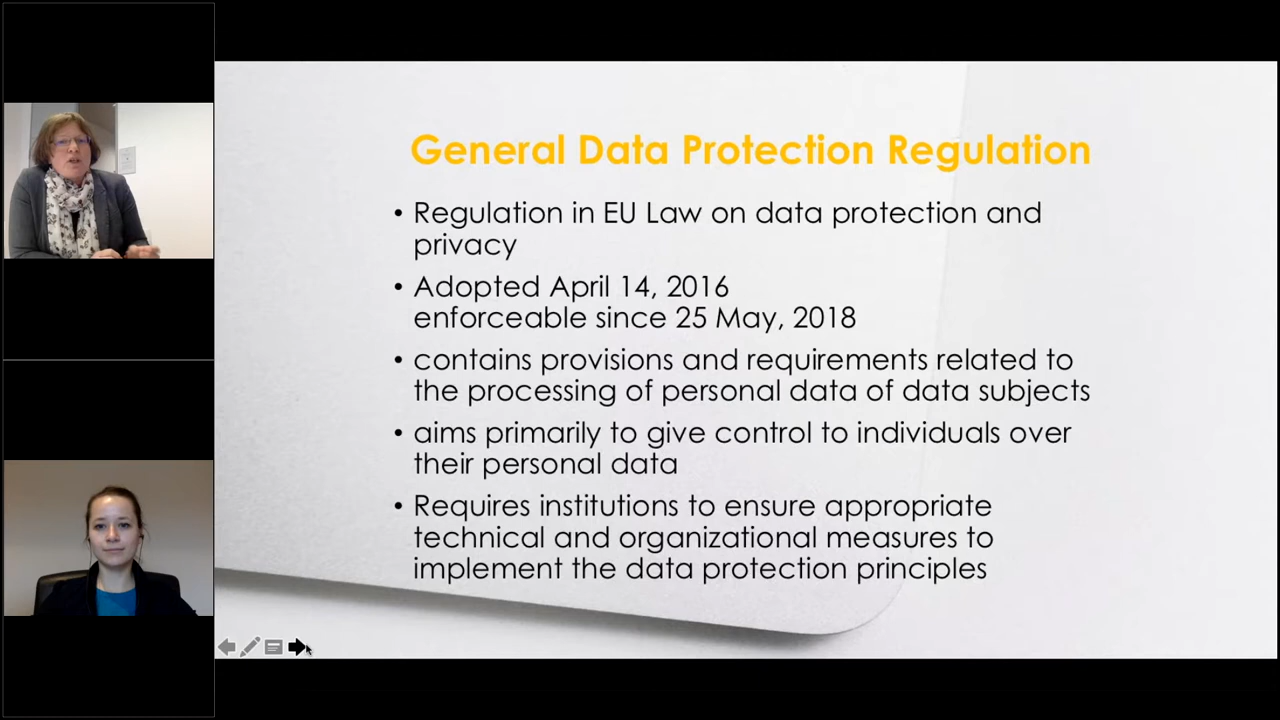 General Data Protection Regulation
• Regulation in EU Law on data protection and
privacy
• Adopted April 14, 2016
enforceable since 25 May, 2018
• contains provisions and requirements related to
the processing of personal data of data subjects
• aims primarily to give control to individuals over
their personal data
• Requires institutions to ensure appropriate
technical and organizational measures to
implement the data protection principles